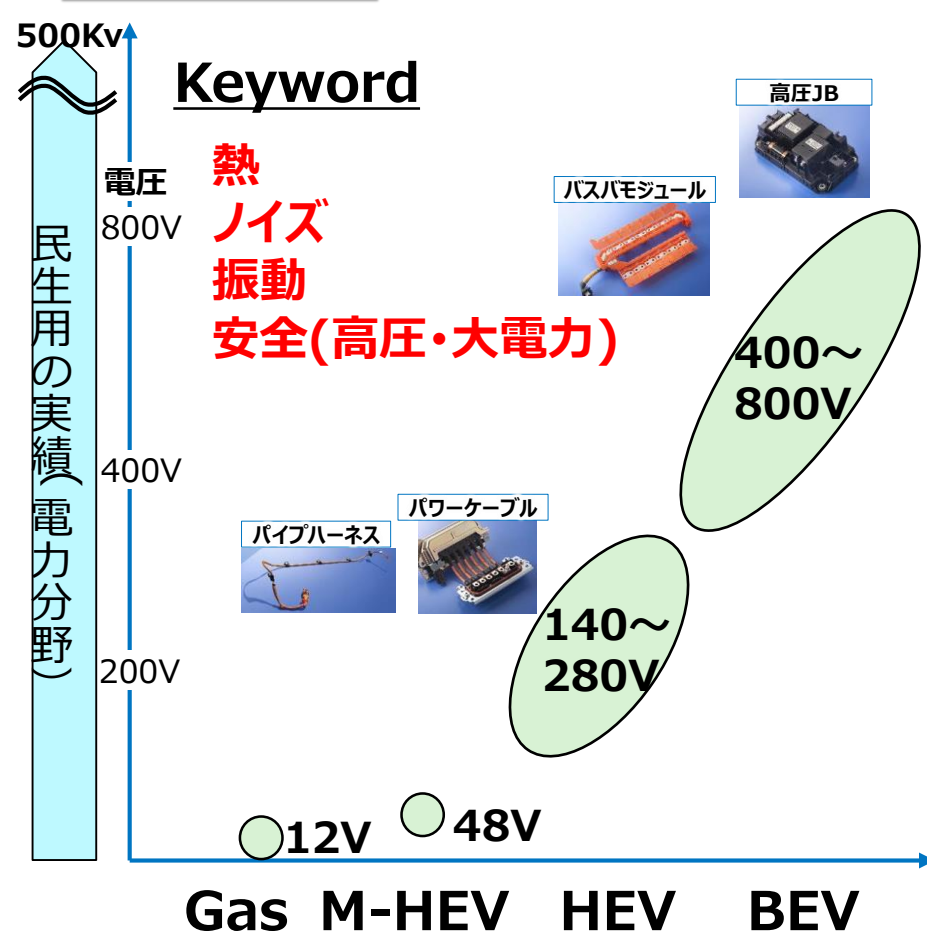 500Kv
Keyword
高圧JB
熱
電圧
バスバモジュール
800V
ノイズ
振動
安全(高圧・大電力)
民生用の実績(電力分野)
400～
800V
400V
パワーケーブル
パイプハーネス
140～
280V
200V
12V
48V
Gas M-HEV HEV BEV